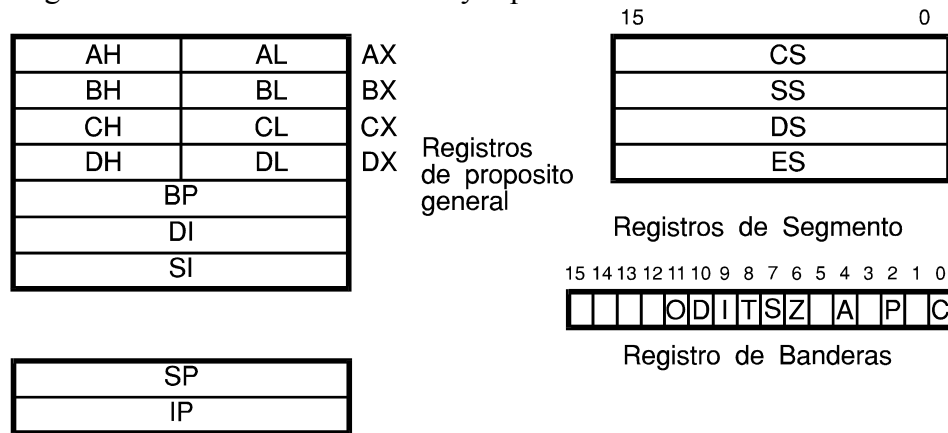 15 0
AH AL AX
BH BL BX
CH CL CX
DH DL DX
BP
DI
SI
Registros
de proposito
general
SP
IP
CS
SS
DS
ES
Registros de Segmento
15 14 13 12 11 10 9 8 7 6 5 4 3 2 1 0
O D I T S Z A P C
Registro de Banderas